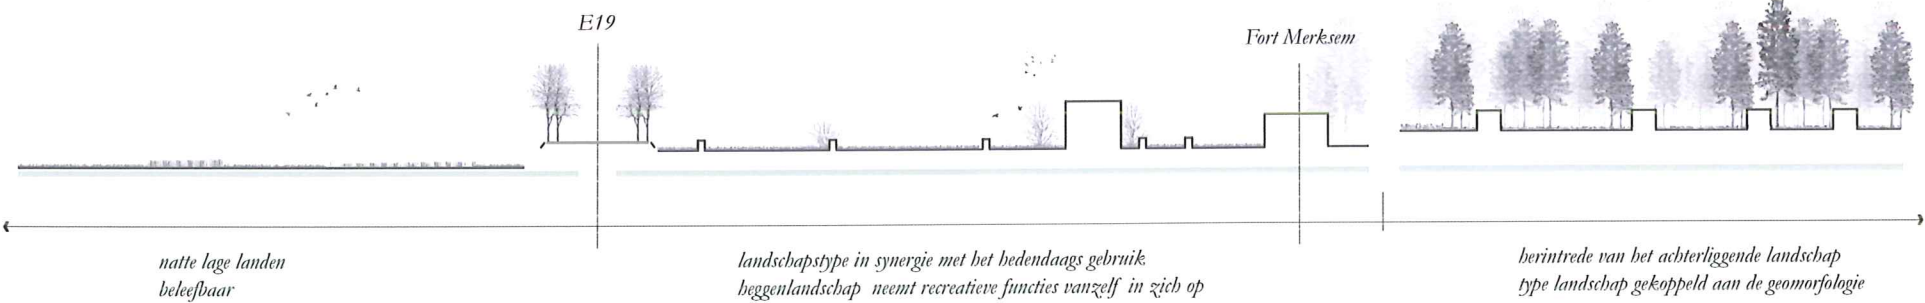 E19
Fort Merksem
natte lage landen
beleefbaar
landschapstype in synergie met het hedendaags gebruik
heggenlandschap neemt recreatieve functies vanzelf in zich op
herintrede van het achterliggende landschap
type landschap gekoppeld aan de geomorfologie